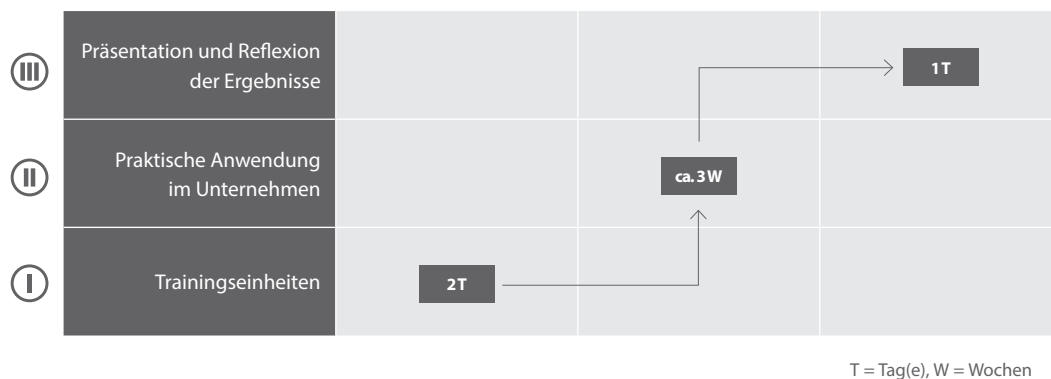 III
Präsentation und Reflexion
der Ergebnisse
1T
II
Praktische Anwendung
im Unternehmen
ca. 3W
I
Trainingseinheiten
2T
T = Tag(e), W = Wochen